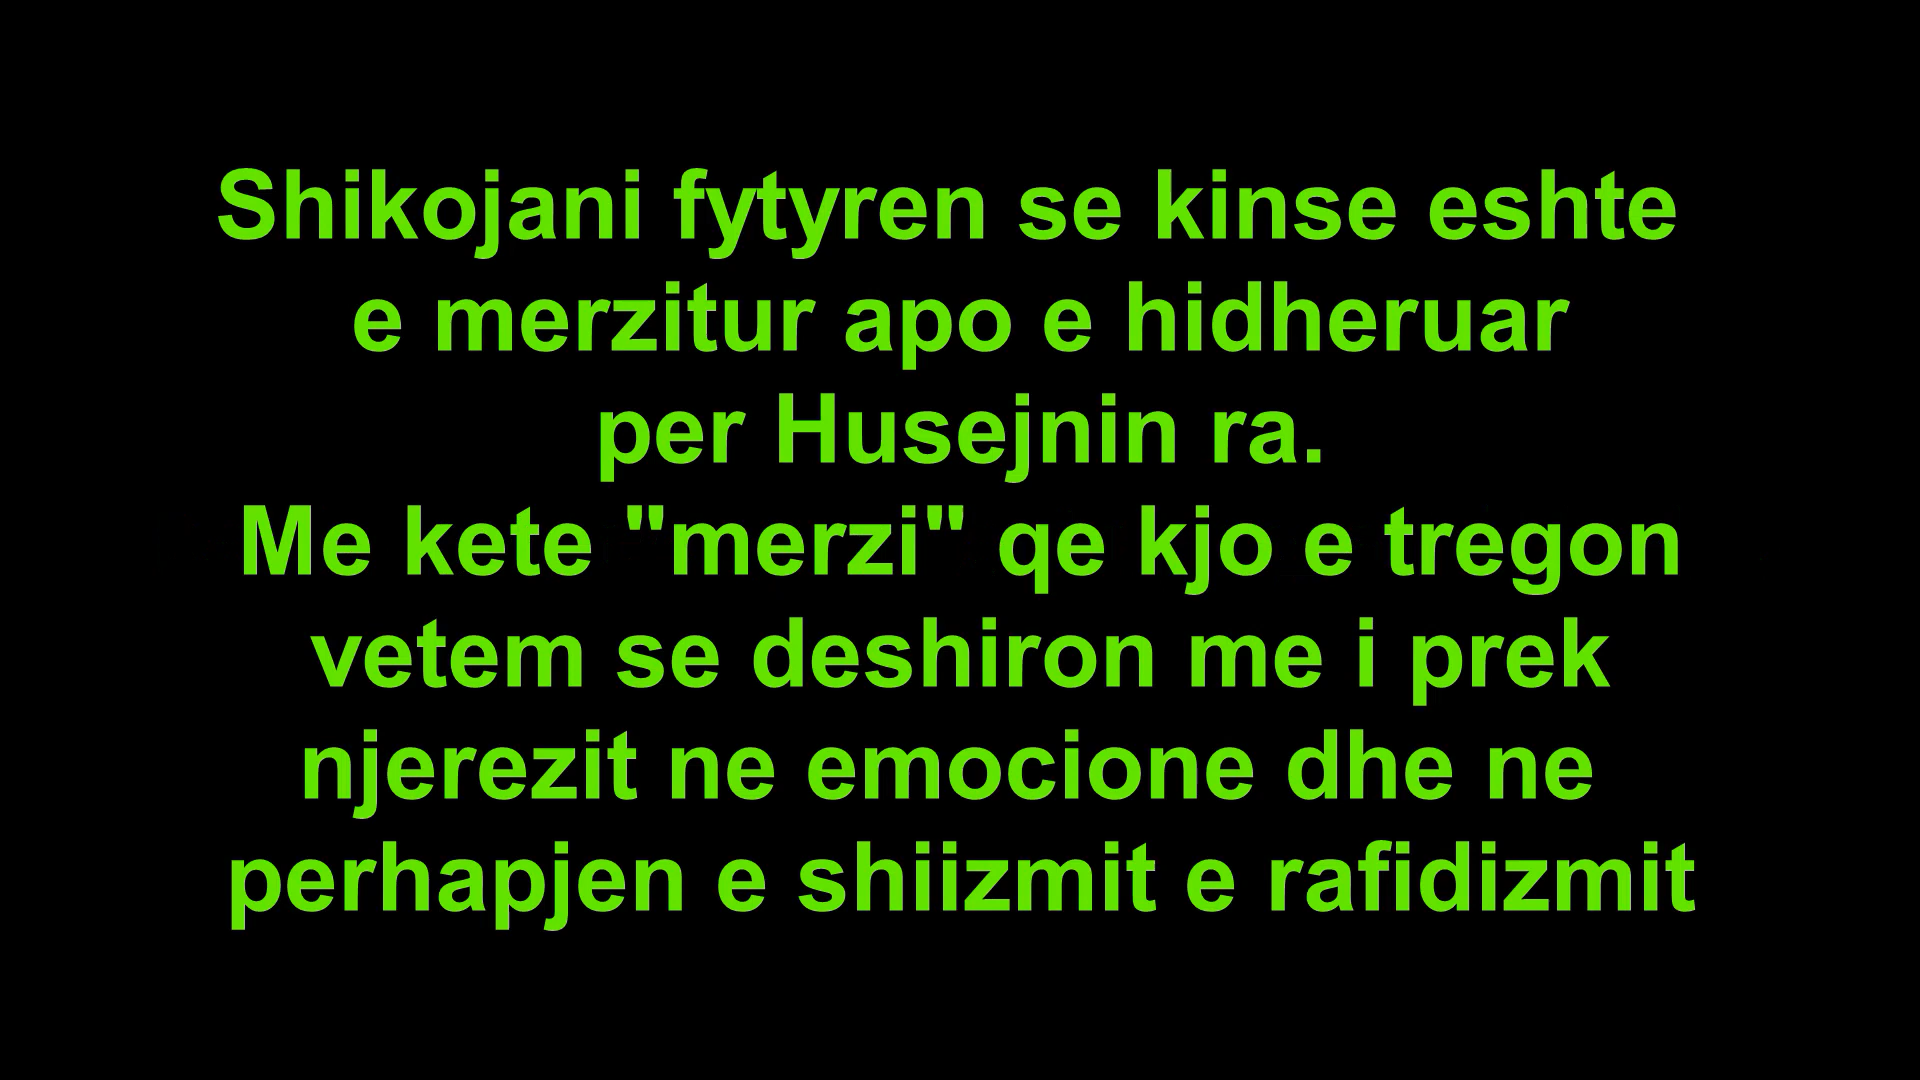 Shikojani fytyren se kinse eshte
e merzitur apo e hidheruar
per Husejnin ra.
Me kete "merzi" qe kjo e tregon
vetem se deshiron me i prek
njerezit ne emocione dhe ne
perhapjen e shiizmit e rafidizmit